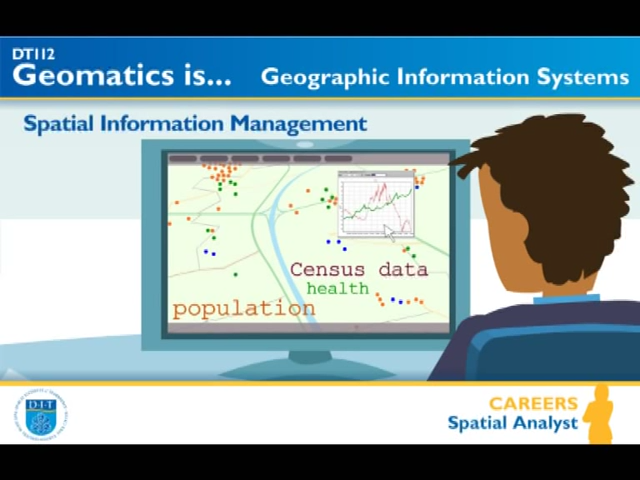 DT112
Geomatics is... Geographic Information Systems
Spatial Information Management
Census data
health
population
D·I·T
CAREERS
Spatial Analyst